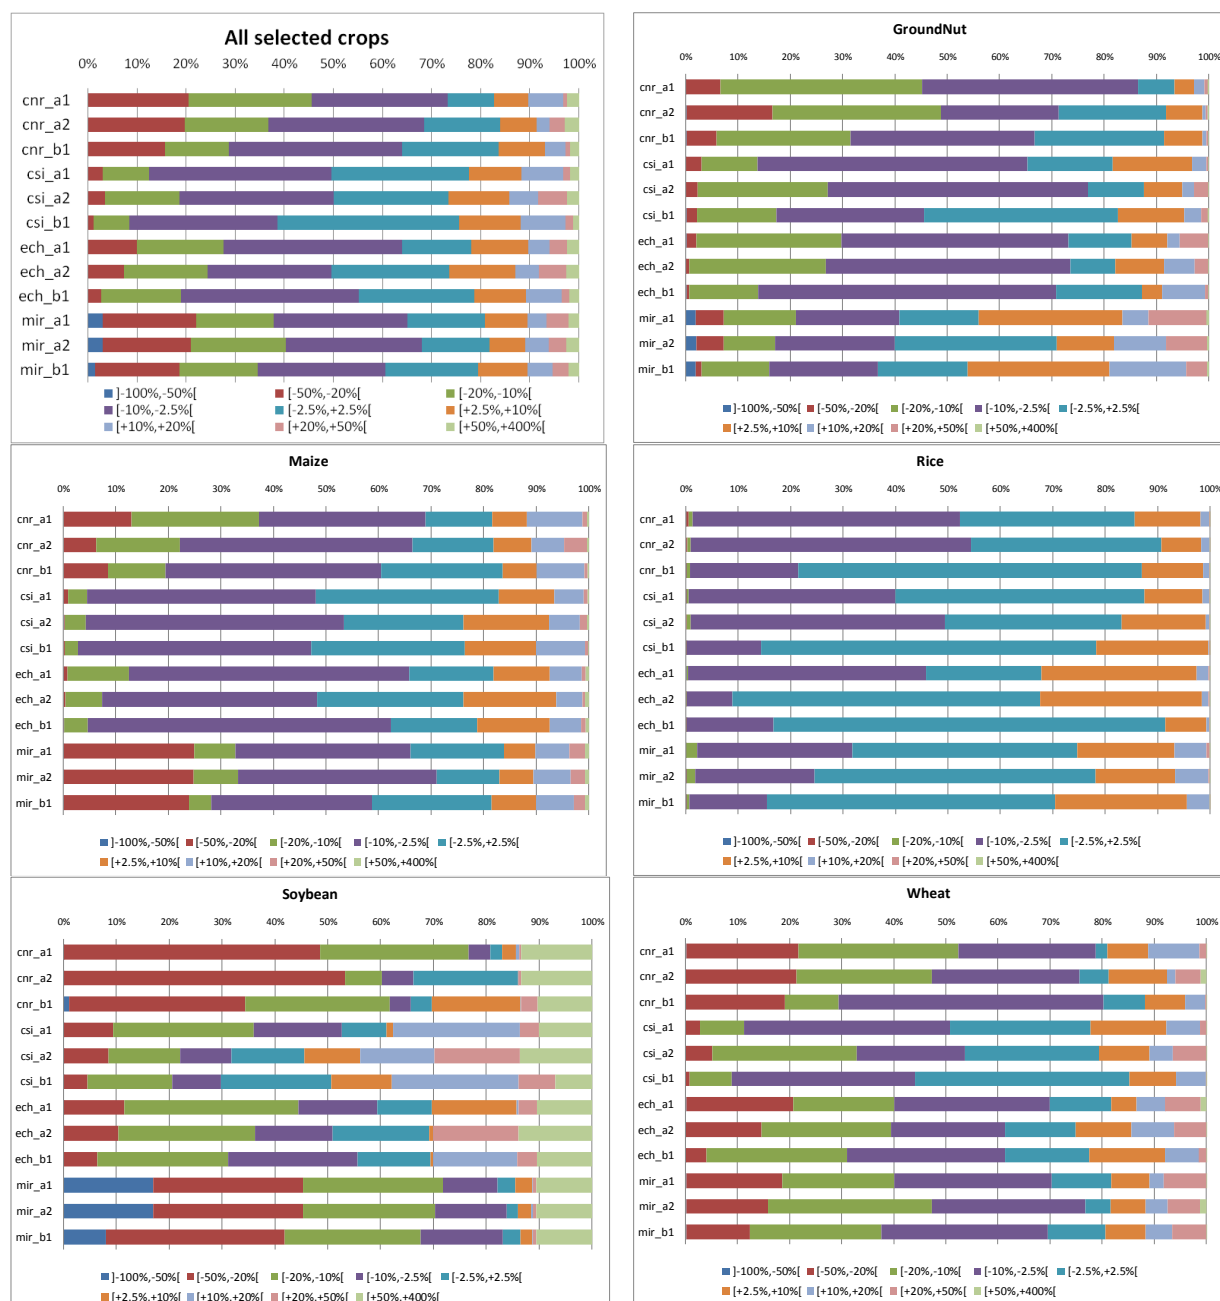 All selected crops
0% 10% 20% 30% 40% 50% 60% 70% 80% 90% 100%
cnr_a1
cnr_a2
cnr_b1
csi_a1
csi_a2
csi_b1
ech_a1
ech_a2
ech_b1
mir_a1
mir_a2
mir_b1
]-100%,-50%[ [-50%,-20%[ [-20%,-10%[
[-10%,-2.5%[ [-2.5%,+2.5%[ [+2.5%,+10%[
[+10%,+20%[ [+20%,+50%[ [+50%,+400%[
GroundNut
0% 10% 20% 30% 40% 50% 60% 70% 80% 90% 100%
cnr_a1
cnr_a2
cnr_b1
csi_a1
csi_a2
csi_b1
ech_a1
ech_a2
ech_b1
mir_a1
mir_a2
mir_b1
]-100%,-50%[ [-50%,-20%[ [-20%,-10%[ [-10%,-2.5%[ [-2.5%,+2.5%[
[+2.5%,+10%[ [+10%,+20%[ [+20%,+50%[ [+50%,+400%[
Maize
0% 10% 20% 30% 40% 50% 60% 70% 80% 90% 100%
cnr_a1
cnr_a2
cnr_b1
csi_a1
csi_a2
csi_b1
ech_a1
ech_a2
ech_b1
mir_a1
mir_a2
mir_b1
]-100%,-50%[ [-50%,-20%[ [-20%,-10%[ [-10%,-2.5%[ [-2.5%,+2.5%[
[+2.5%,+10%[ [+10%,+20%[ [+20%,+50%[ [+50%,+400%[
Rice
0% 10% 20% 30% 40% 50% 60% 70% 80% 90% 100%
cnr_a1
cnr_a2
cnr_b1
csi_a1
csi_a2
csi_b1
ech_a1
ech_a2
ech_b1
mir_a1
mir_a2
mir_b1
]-100%,-50%[ [-50%,-20%[ [-20%,-10%[ [-10%,-2.5%[ [-2.5%,+2.5%[
[+2.5%,+10%[ [+10%,+20%[ [+20%,+50%[ [+50%,+400%[
Soybean
0% 10% 20% 30% 40% 50% 60% 70% 80% 90% 100%
cnr_a1
cnr_a2
cnr_b1
csi_a1
csi_a2
csi_b1
ech_a1
ech_a2
ech_b1
mir_a1
mir_a2
mir_b1
]-100%,-50%[ [-50%,-20%[ [-20%,-10%[ [-10%,-2.5%[ [-2.5%,+2.5%[
[+2.5%,+10%[ [+10%,+20%[ [+20%,+50%[ [+50%,+400%[
Wheat
0% 10% 20% 30% 40% 50% 60% 70% 80% 90% 100%
cnr_a1
cnr_a2
cnr_b1
csi_a1
csi_a2
csi_b1
ech_a1
ech_a2
ech_b1
mir_a1
mir_a2
mir_b1
]-100%,-50%[ [-50%,-20%[ [-20%,-10%[ [-10%,-2.5%[ [-2.5%,+2.5%[
[+2.5%,+10%[ [+10%,+20%[ [+20%,+50%[ [+50%,+400%[